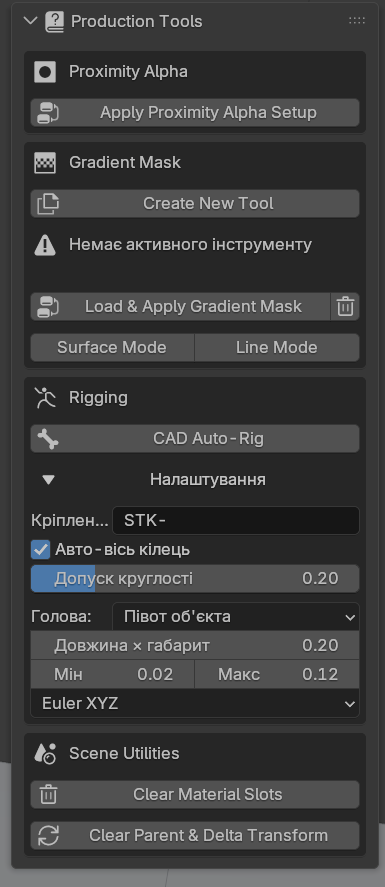 Production Tools
Proximity Alpha
Apply Proximity Alpha Setup
Gradient Mask
Create New Tool
Немає активного інструменту
Load & Apply Gradient Mask
Surface Mode Line Mode
Rigging
CAD Auto-Rig
Налаштування
Кріплен... STK-
Авто-вісь кілець
Допуск круглості 0.20
Голова: Півот об'єкта
Довжина × габарит 0.20
Мін 0.02 Макс 0.12
Euler XYZ
Scene Utilities
Clear Material Slots
Clear Parent & Delta Transform